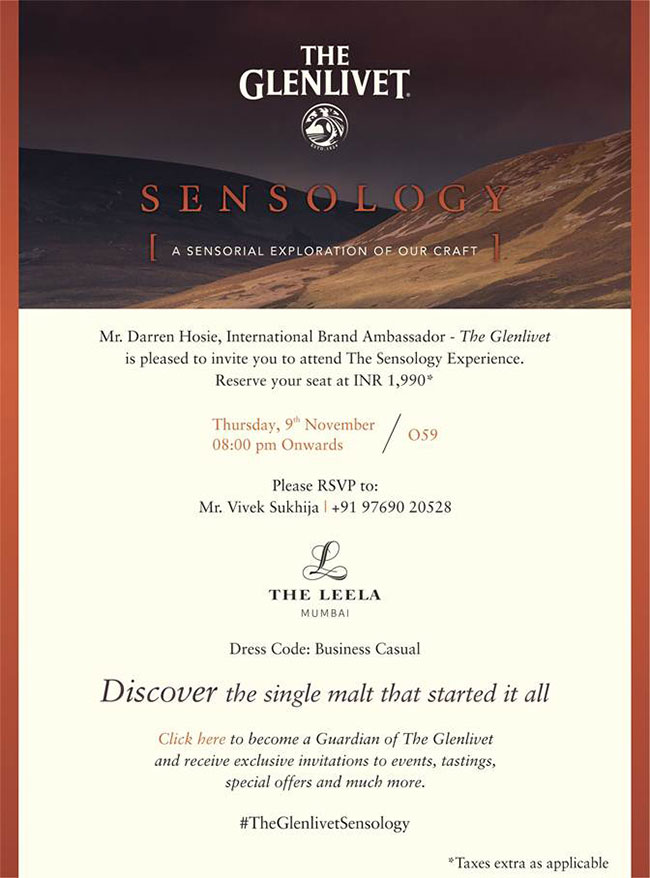 THE
GLENLIVET®
ESTD. 1824
SENSOLOGY
[ A SENSORIAL EXPLORATION OF OUR CRAFT ]
Mr. Darren Hosie, International Brand Ambassador - The Glenlivet
is pleased to invite you to attend The Sensology Experience.
Reserve your seat at INR 1,990*
Thursday, 9th November
08:00 pm Onwards
/ O59
Please RSVP to:
Mr. Vivek Sukhija | +91 97690 20528
L
THE LEELA
MUMBAI
Dress Code: Business Casual
Discover the single malt that started it all
Click here to become a Guardian of The Glenlivet
and receive exclusive invitations to events, tastings,
special offers and much more.
#TheGlenlivetSensology
*Taxes extra as applicable